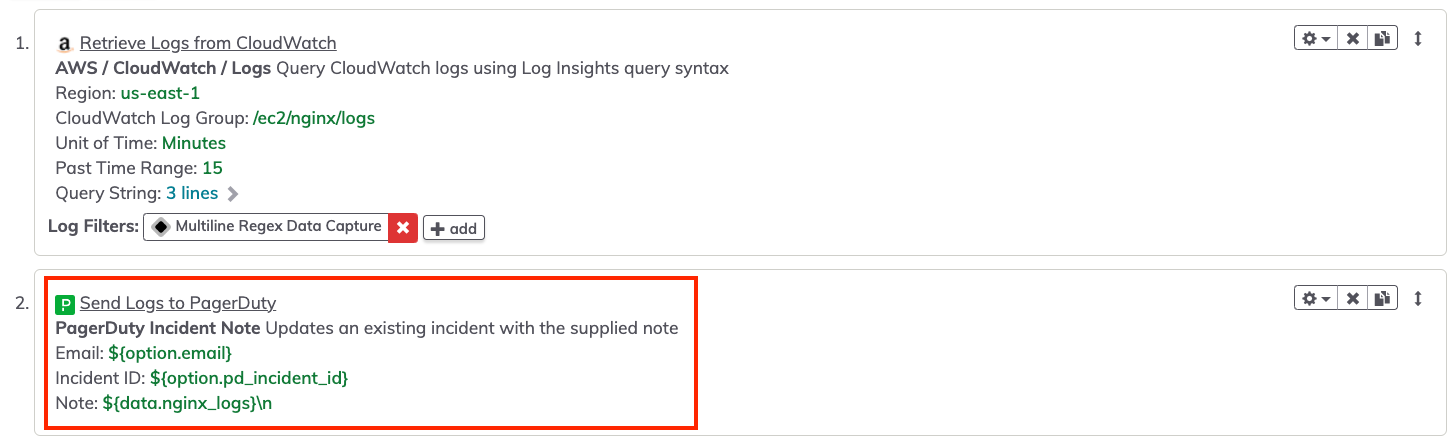 1.
a Retrieve Logs from CloudWatch
AWS / CloudWatch / Logs Query CloudWatch logs using Log Insights query syntax
Region: us-east-1
CloudWatch Log Group: /ec2/nginx/logs
Unit of Time: Minutes
Past Time Range: 15
Query String: 3 lines
Log Filters: Multiline Regex Data Capture add
2.
P Send Logs to PagerDuty
PagerDuty Incident Note Updates an existing incident with the supplied note
Email: ${option.email}
Incident ID: ${option.pd_incident_id}
Note: ${data.nginx_logs}\n